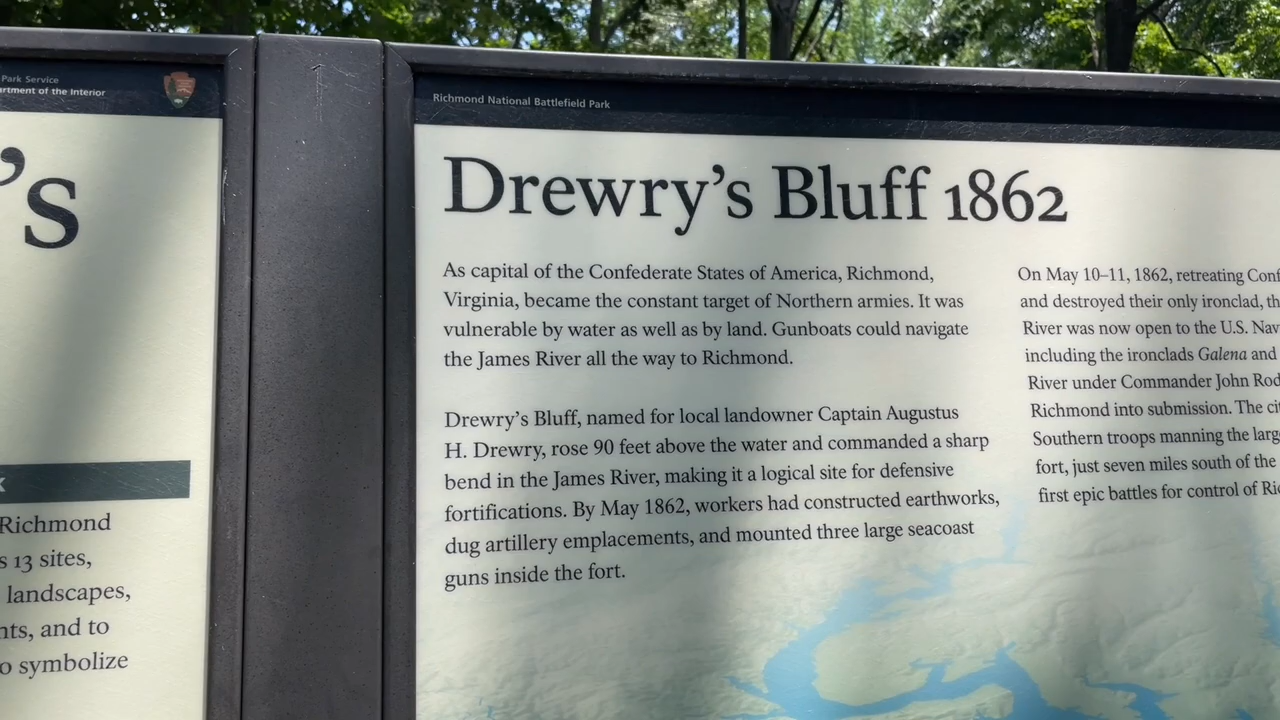 Park Service
of the Interior
’s
Richmond
13 sites,
landscapes,
and to
symbolize
Richmond National Battlefield Park
Drewry’s Bluff 1862
As capital of the Confederate States of America, Richmond,
Virginia, became the constant target of Northern armies. It was
vulnerable by water as well as by land. Gunboats could navigate
the James River all the way to Richmond.
Drewry’s Bluff, named for local landowner Captain Augustus
H. Drewry, rose 90 feet above the water and commanded a sharp
bend in the James River, making it a logical site for defensive
fortifications. By May 1862, workers had constructed earthworks,
dug artillery emplacements, and mounted three large seacoast
guns inside the fort.
On May 10–11, 1862, retreating
and destroyed their only ironclad,
River was now open to the U.S.
including the ironclads Galena and
River under Commander John
Richmond into submission. The
Southern troops manning the
fort, just seven miles south of the
first epic battles for control of